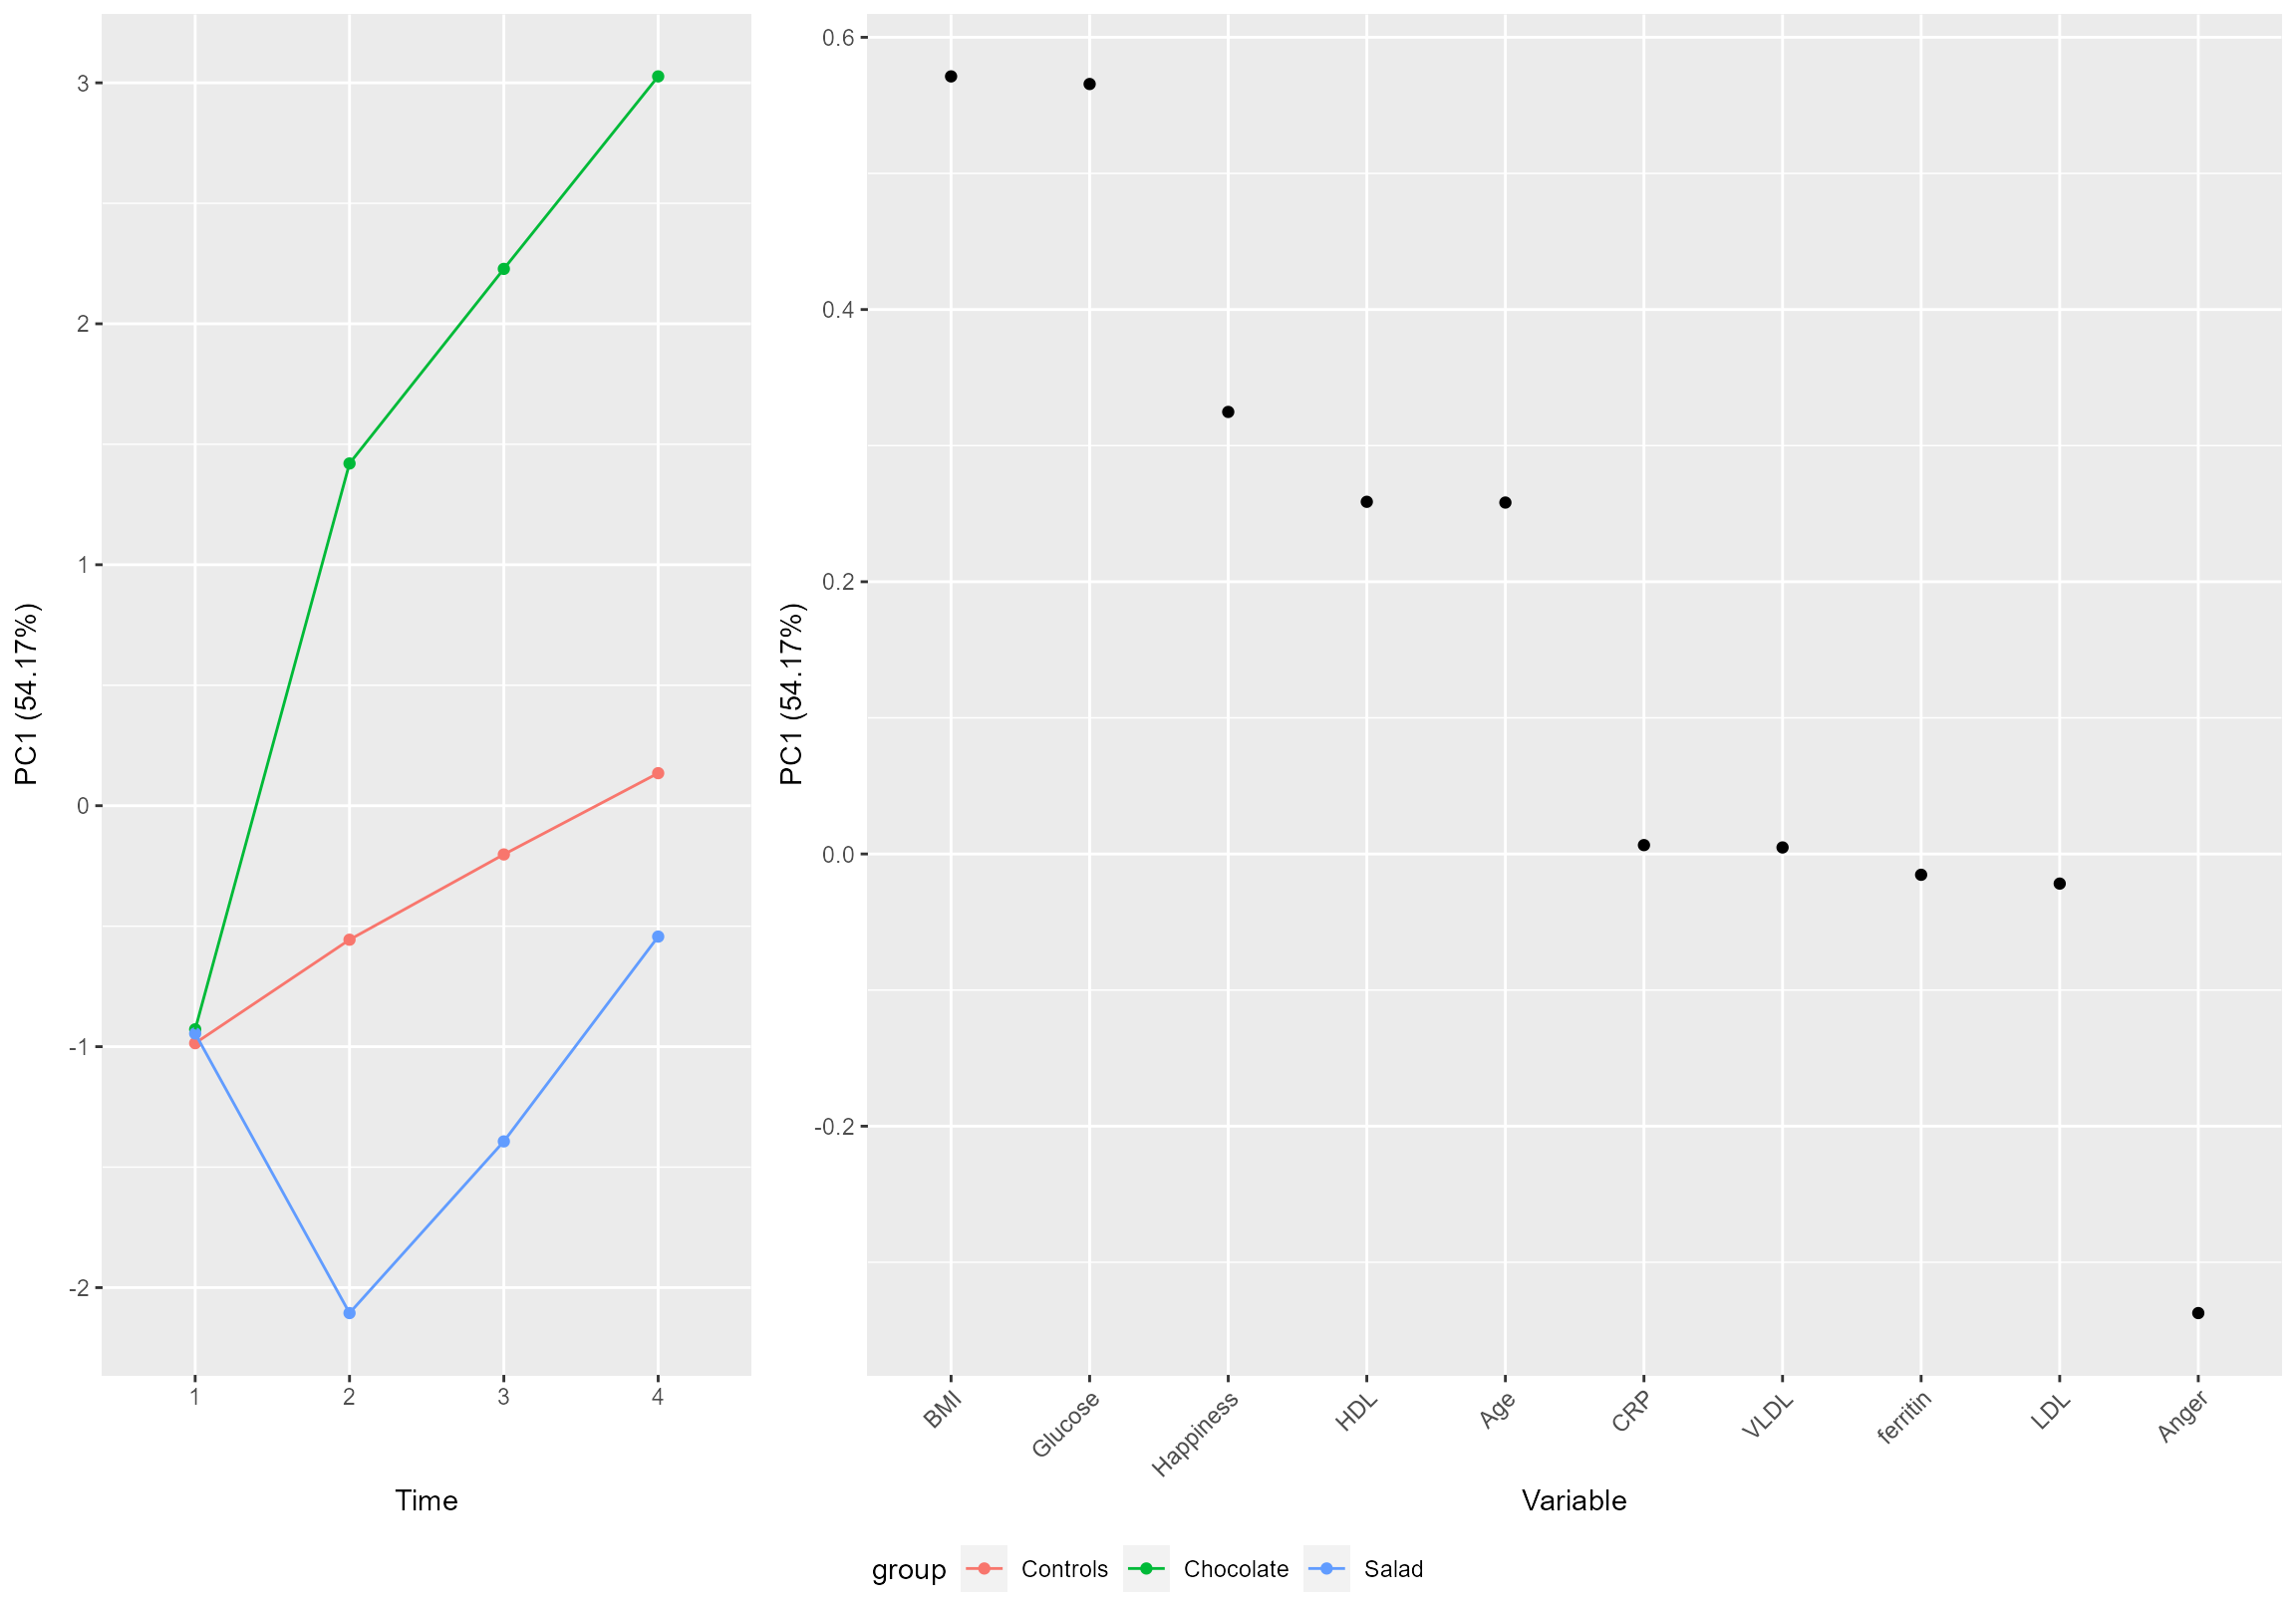 PC1 (54.17%)
3
2
1
0
-1
-2
1 2 3 4
Time
PC1 (54.17%)
0.6
0.4
0.2
0.0
-0.2
BMI Glucose Happiness HDL Age CRP VLDL ferritin LDL Anger
Variable
group Controls Chocolate Salad